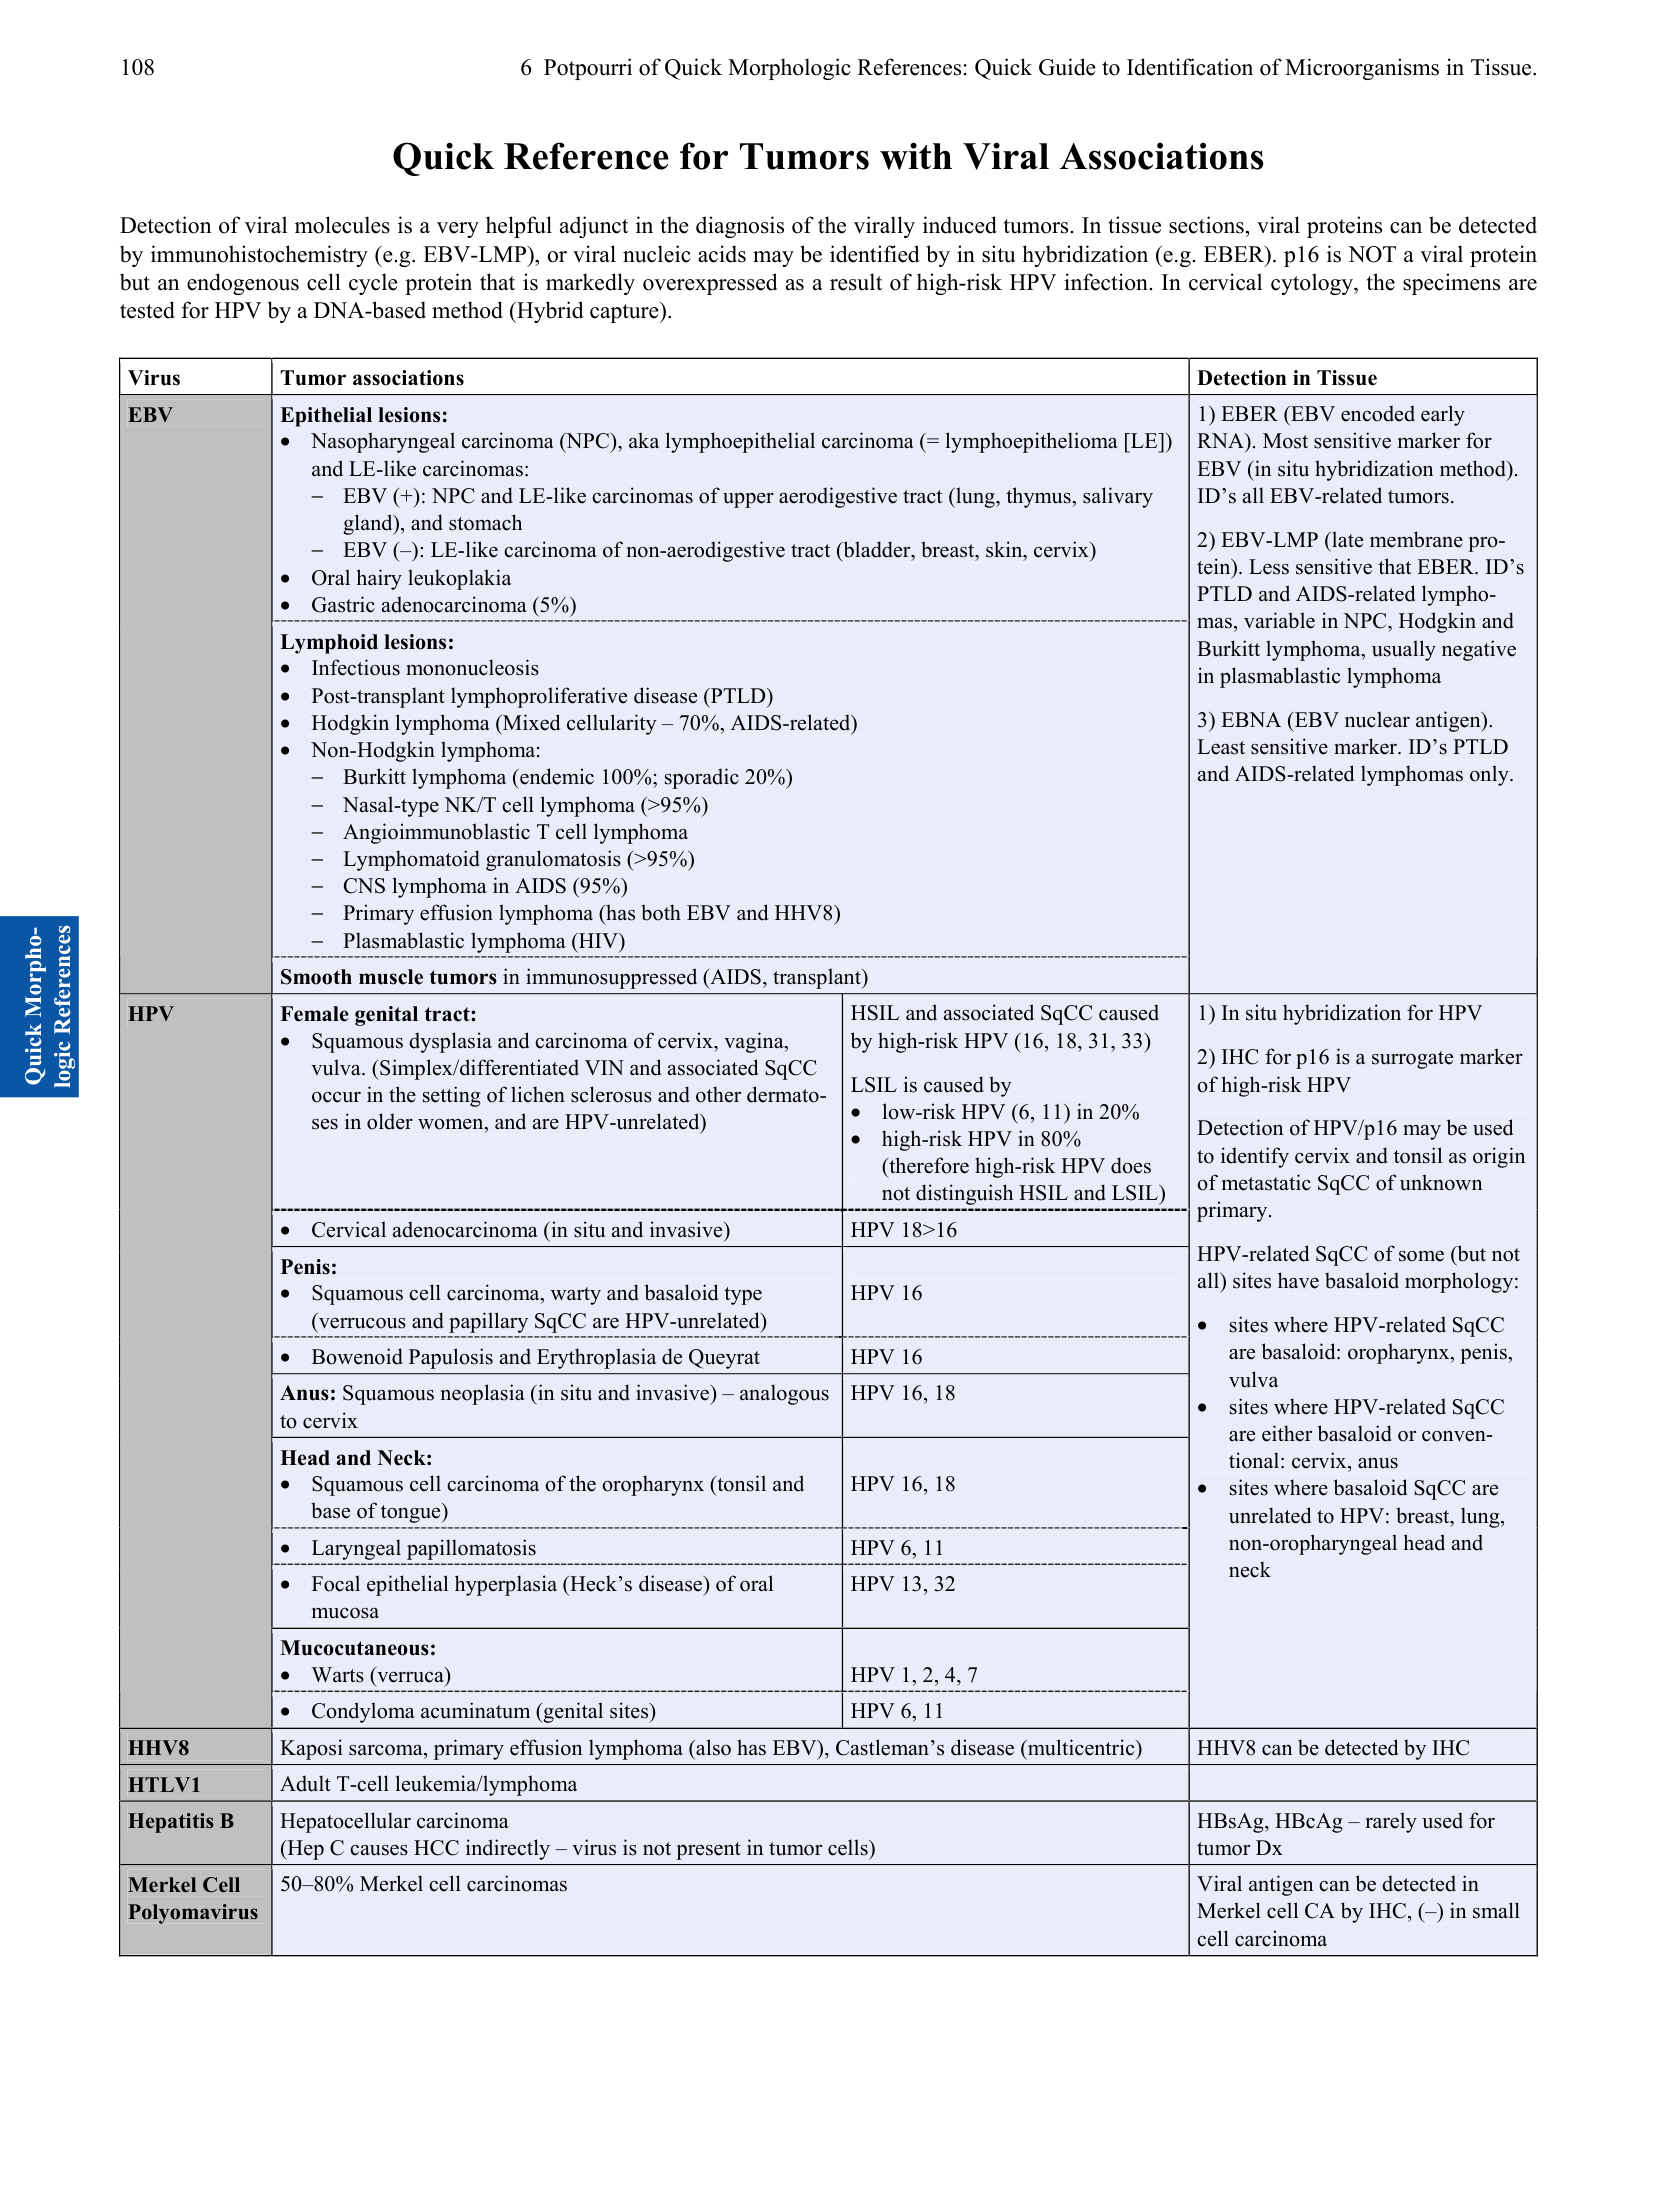 108
6 Potpourri of Quick Morphologic References: Quick Guide to Identification of Microorganisms in Tissue.
Quick Reference for Tumors with Viral Associations
Detection of viral molecules is a very helpful adjunct in the diagnosis of the virally induced tumors. In tissue sections, viral proteins can be detected
by immunohistochemistry (e.g. EBV-LMP), or viral nucleic acids may be identified by in situ hybridization (e.g. EBER). p16 is NOT a viral protein
but an endogenous cell cycle protein that is markedly overexpressed as a result of high-risk HPV infection. In cervical cytology, the specimens are
tested for HPV by a DNA-based method (Hybrid capture).
Virus
Tumor associations
Detection in Tissue
EBV
Epithelial lesions:
• Nasopharyngeal carcinoma (NPC), aka lymphoepithelial carcinoma (= lymphoepithelioma [LE])
and LE-like carcinomas:
– EBV (+): NPC and LE-like carcinomas of upper aerodigestive tract (lung, thymus, salivary
gland), and stomach
– EBV (–): LE-like carcinoma of non-aerodigestive tract (bladder, breast, skin, cervix)
• Oral hairy leukoplakia
• Gastric adenocarcinoma (5%)
Lymphoid lesions:
• Infectious mononucleosis
• Post-transplant lymphoproliferative disease (PTLD)
• Hodgkin lymphoma (Mixed cellularity – 70%, AIDS-related)
• Non-Hodgkin lymphoma:
– Burkitt lymphoma (endemic 100%; sporadic 20%)
– Nasal-type NK/T cell lymphoma (>95%)
– Angioimmunoblastic T cell lymphoma
– Lymphomatoid granulomatosis (>95%)
– CNS lymphoma in AIDS (95%)
– Primary effusion lymphoma (has both EBV and HHV8)
– Plasmablastic lymphoma (HIV)
Smooth muscle tumors in immunosuppressed (AIDS, transplant)
1) EBER (EBV encoded early
RNA). Most sensitive marker for
EBV (in situ hybridization method).
ID's all EBV-related tumors.
2) EBV-LMP (late membrane pro-
tein). Less sensitive that EBER. ID's
PTLD and AIDS-related lympho-
mas, variable in NPC, Hodgkin and
Burkitt lymphoma, usually negative
in plasmablastic lymphoma
3) EBNA (EBV nuclear antigen).
Least sensitive marker. ID's PTLD
and AIDS-related lymphomas only.
Quick Morpho-
logic References
HPV
Female genital tract:
• Squamous dysplasia and carcinoma of cervix, vagina,
vulva. (Simplex/differentiated VIN and associated SqCC
occur in the setting of lichen sclerosus and other dermato-
ses in older women, and are HPV-unrelated)
HSIL and associated SqCC caused
by high-risk HPV (16, 18, 31, 33)
LSIL is caused by
• low-risk HPV (6, 11) in 20%
• high-risk HPV in 80%
(therefore high-risk HPV does
not distinguish HSIL and LSIL)
• Cervical adenocarcinoma (in situ and invasive)
HPV 18>16
Penis:
• Squamous cell carcinoma, warty and basaloid type
(verrucous and papillary SqCC are HPV-unrelated)
HPV 16
• Bowenoid Papulosis and Erythroplasia de Queyrat
HPV 16
Anus: Squamous neoplasia (in situ and invasive) – analogous
to cervix
HPV 16, 18
Head and Neck:
• Squamous cell carcinoma of the oropharynx (tonsil and
base of tongue)
HPV 16, 18
• Laryngeal papillomatosis
HPV 6, 11
• Focal epithelial hyperplasia (Heck's disease) of oral
mucosa
HPV 13, 32
Mucocutaneous:
• Warts (verruca)
HPV 1, 2, 4, 7
• Condyloma acuminatum (genital sites)
HPV 6, 11
1) In situ hybridization for HPV
2) IHC for p16 is a surrogate marker
of high-risk HPV
Detection of HPV/p16 may be used
to identify cervix and tonsil as origin
of metastatic SqCC of unknown
primary.
HPV-related SqCC of some (but not
all) sites have basaloid morphology:
• sites where HPV-related SqCC
are basaloid: oropharynx, penis,
vulva
• sites where HPV-related SqCC
are either basaloid or conven-
tional: cervix, anus
• sites where basaloid SqCC are
unrelated to HPV: breast, lung,
non-oropharyngeal head and
neck
HHV8
Kaposi sarcoma, primary effusion lymphoma (also has EBV), Castleman's disease (multicentric)
HHV8 can be detected by IHC
HTLV1
Adult T-cell leukemia/lymphoma
Hepatitis B
Hepatocellular carcinoma
(Hep C causes HCC indirectly – virus is not present in tumor cells)
HBsAg, HBcAg – rarely used for
tumor Dx
Merkel Cell
Polyomavirus
50–80% Merkel cell carcinomas
Viral antigen can be detected in
Merkel cell CA by IHC, (–) in small
cell carcinoma